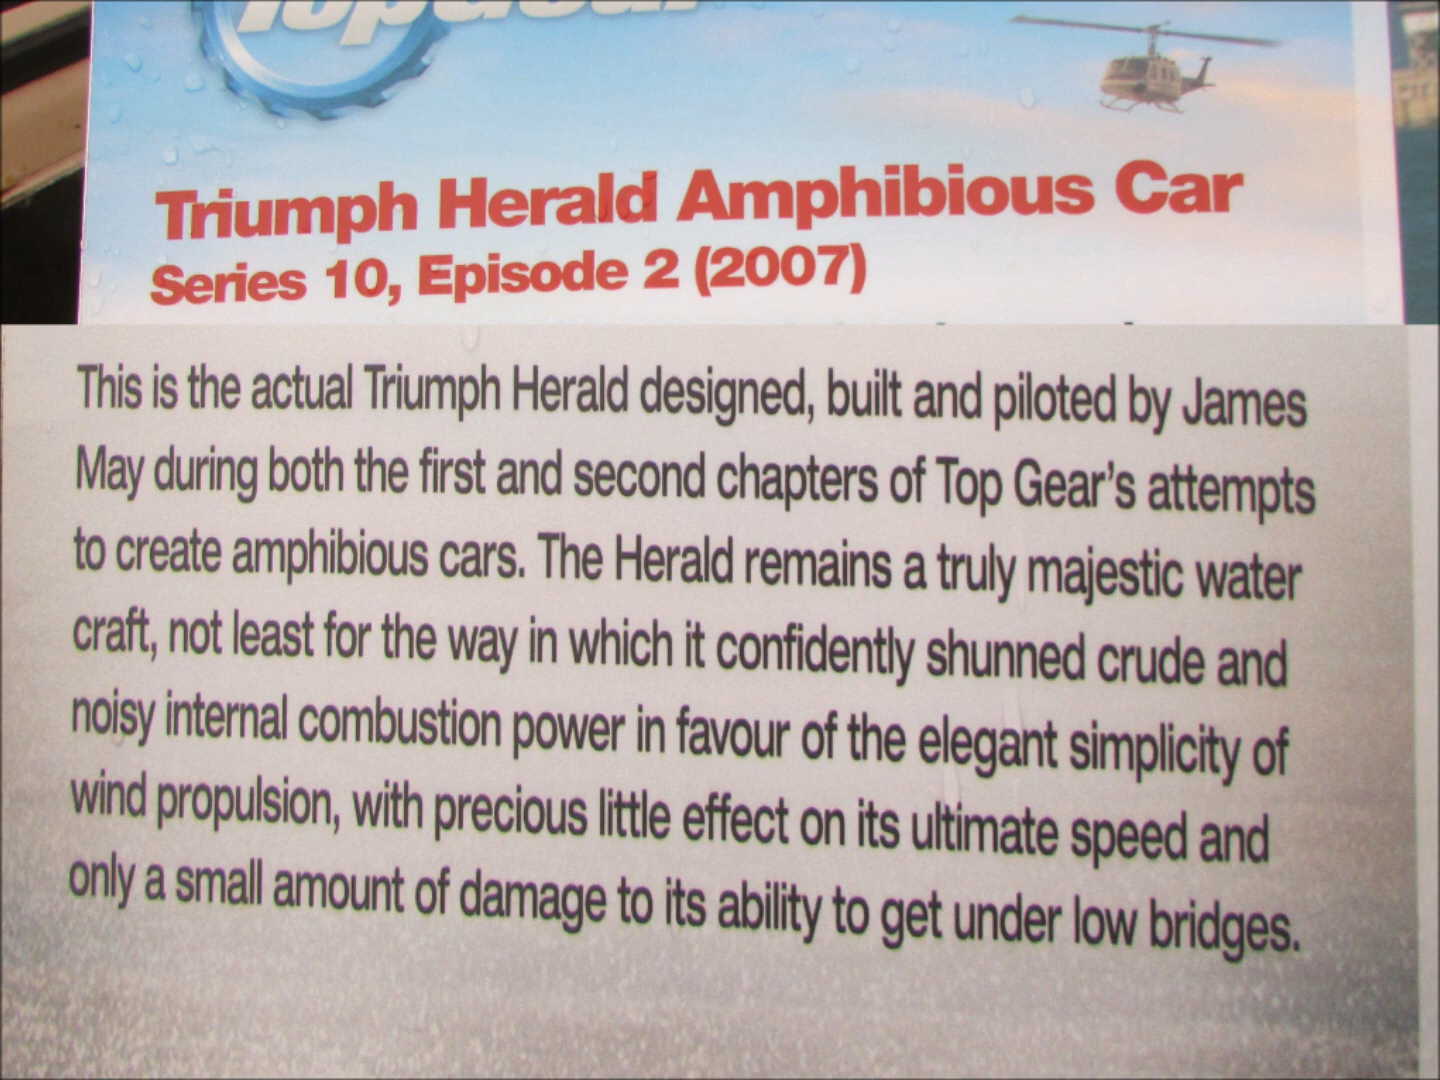 Top Gear
Triumph Herald Amphibious Car
Series 10, Episode 2 (2007)
This is the actual Triumph Herald designed, built and piloted by James
May during both the first and second chapters of Top Gear's attempts
to create amphibious cars. The Herald remains a truly majestic water
craft, not least for the way in which it confidently shunned crude and
noisy internal combustion power in favour of the elegant simplicity of
wind propulsion, with precious little effect on its ultimate speed and
only a small amount of damage to its ability to get under low bridges.